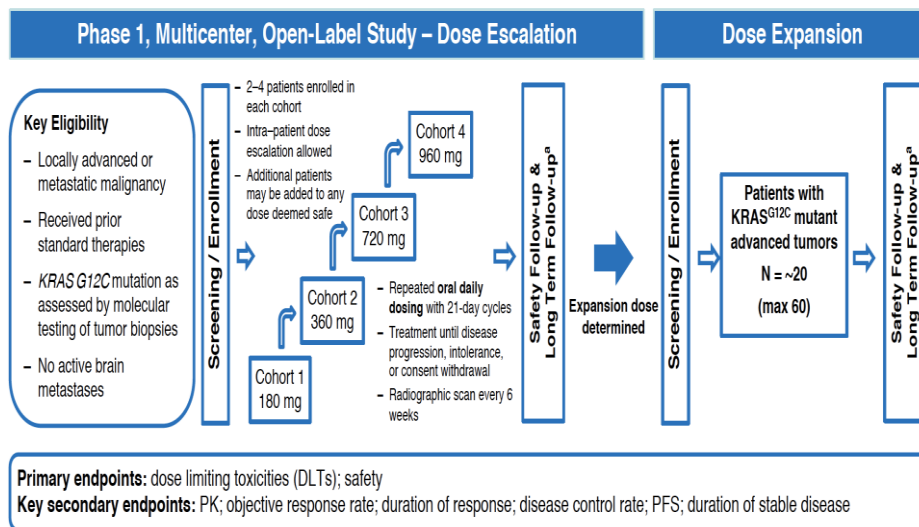 Phase 1, Multicenter, Open-Label Study – Dose Escalation
Dose Expansion
Key Eligibility
– Locally advanced or
metastatic malignancy
– Received prior
standard therapies
– KRAS G12C mutation as
assessed by molecular
testing of tumor biopsies
– No active brain
metastases
Screening / Enrollment
– 2–4 patients enrolled in
each cohort
– Intra–patient dose
escalation allowed
– Additional patients
may be added to any
dose deemed safe
Cohort 1
180 mg
Cohort 2
360 mg
Cohort 3
720 mg
Cohort 4
960 mg
– Repeated oral daily
dosing with 21-day cycles
– Treatment until disease
progression, intolerance,
or consent withdrawal
– Radiographic scan every 6
weeks
Safety Follow-up &
Long Term Follow-upᵃ
Expansion dose
determined
Screening / Enrollment
Patients with
KRASᴳ¹²ᶜ mutant
advanced tumors
N = ~20
(max 60)
Safety Follow-up &
Long Term Follow-upᵃ
Primary endpoints: dose limiting toxicities (DLTs); safety
Key secondary endpoints: PK; objective response rate; duration of response; disease control rate; PFS; duration of stable disease